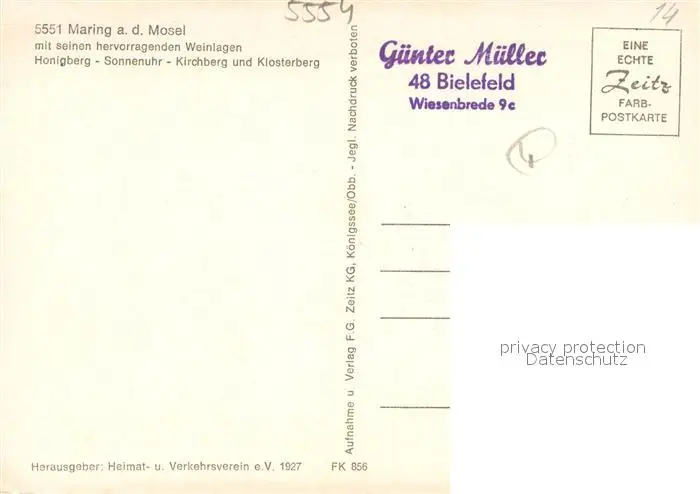 5554
14
5551 Maring a. d. Mosel
mit seinen hervorragenden Weinlagen
Honigberg - Sonnenuhr - Kirchberg und Klosterberg
Günter Müller
48 Bielefeld
Wiesenbrede 9c
EINE
ECHTE
Zeitz
FARB-
POSTKARTE
Aufnahme u Verlag F.G. Zeitz KG, Königssee/Obb. - Jegl. Nachdruck verboten
privacy protection
Datenschutz
Herausgeber: Heimat- u. Verkehrsverein e.V. 1927 FK 856